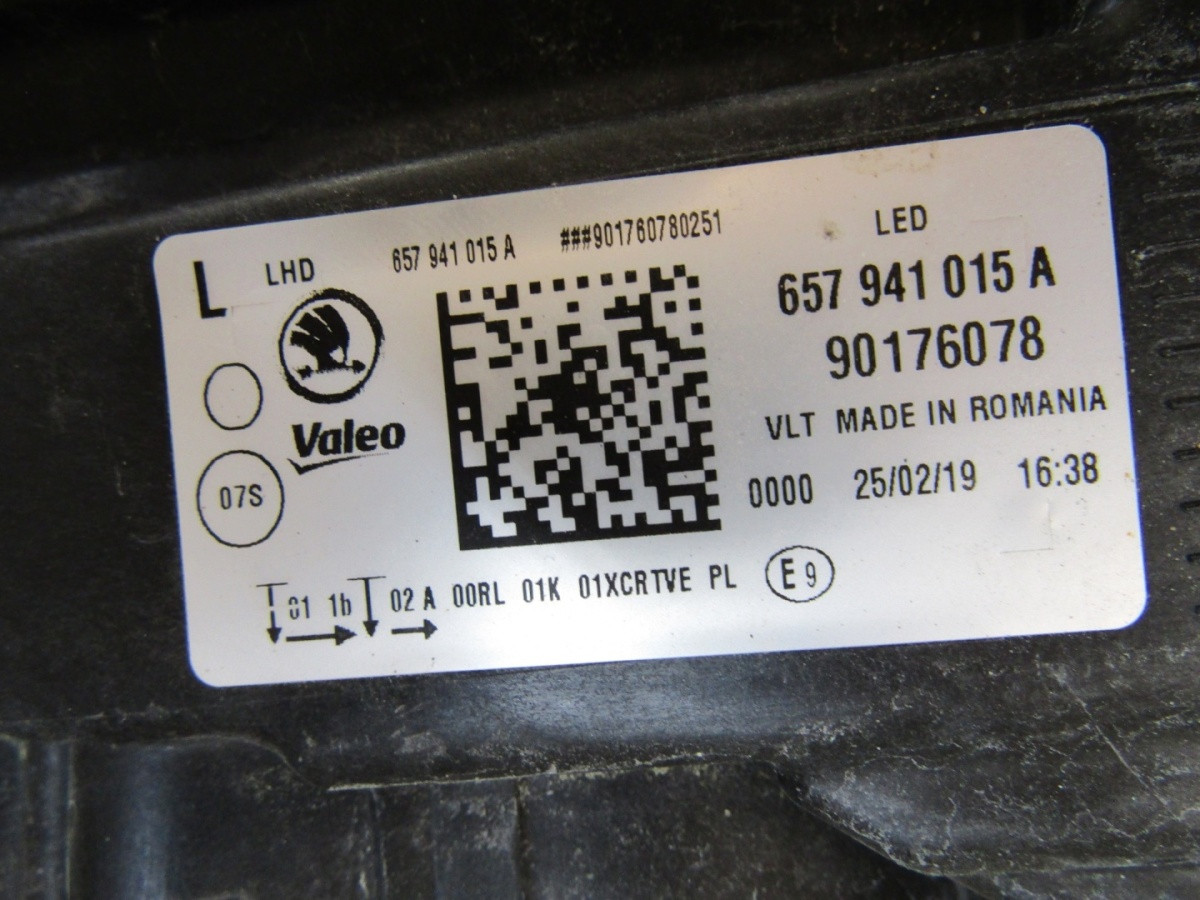 L LHD 657 941 015 A ###901760780251 LED
657 941 015 A
90176078
Valeo
VLT MADE IN ROMANIA
07S
0000 25/02/19 16:38
01 1b 02 A 00RL 01K 01XCRTVE PL E9